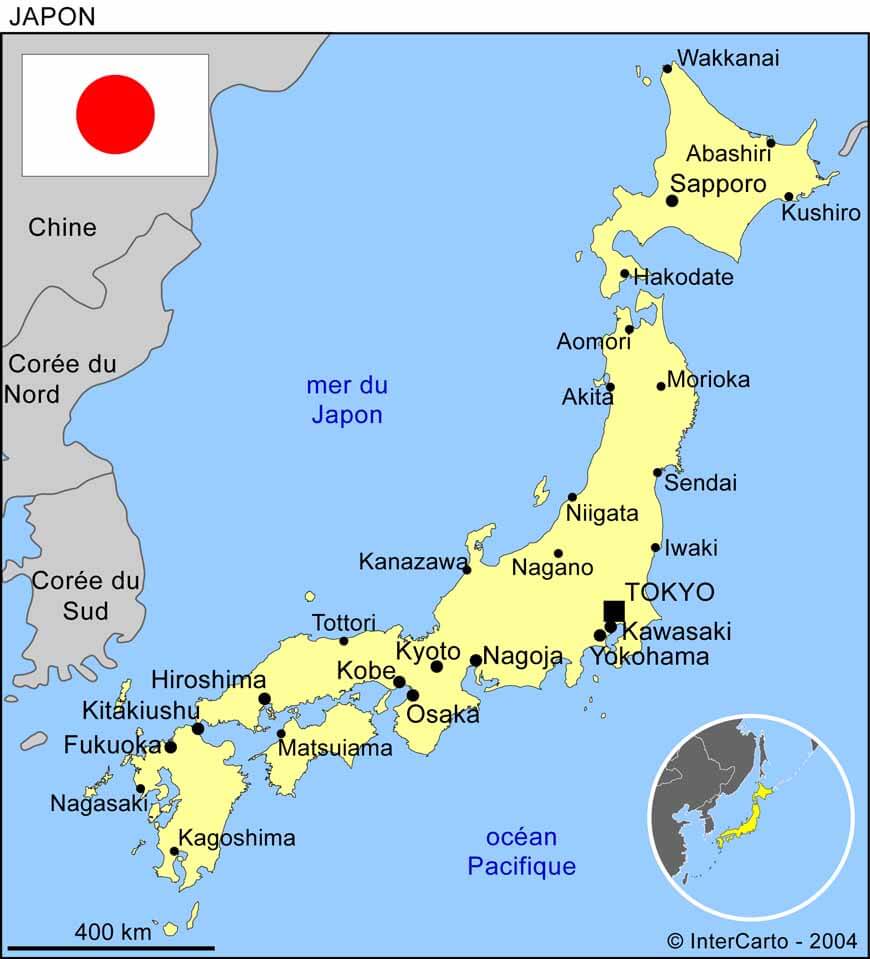 JAPON
Wakkanai
Abashiri
Sapporo
Chine
Kushiro
Hakodate
Aomori
Corée du
Nord
mer du
Japon
Morioka
Akita
Sendai
Niigata
Iwaki
Kanazawa
Nagano
Corée du
Sud
TOKYO
Tottori
Kawasaki
Kyoto
Nagoja
Yokohama
Kobe
Hiroshima
Kitakiushu
Osaka
Fukuoka
Matsuiama
Nagasaki
Kagoshima
océan
Pacifique
400 km
© InterCarto - 2004